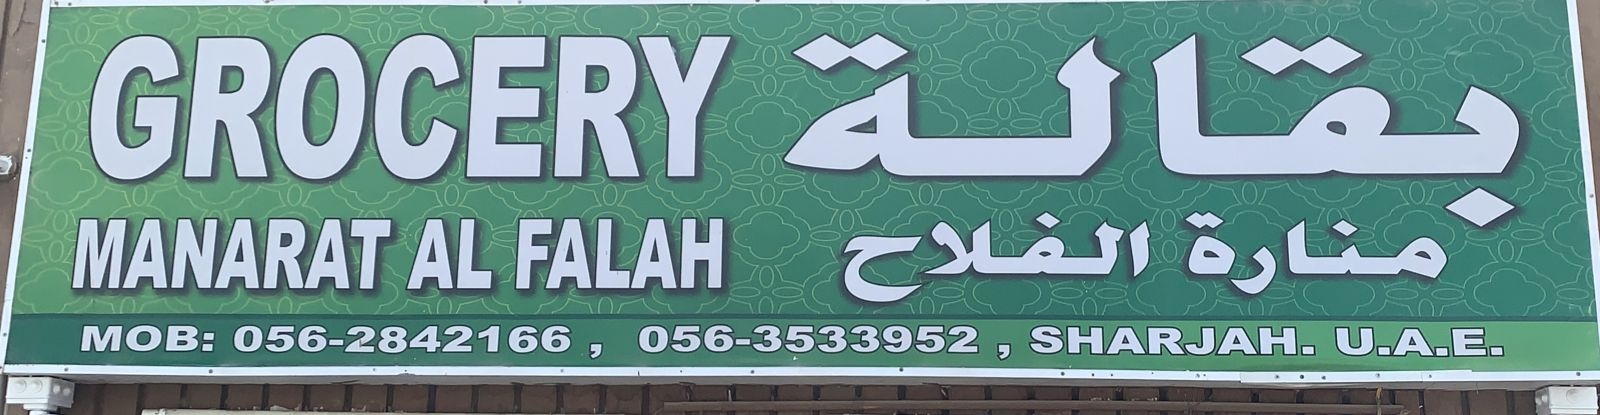 GROCERY بقالة
MANARAT AL FALAH منارة الفلاح
MOB: 056-2842166 , 056-3533952 , SHARJAH. U.A.E.